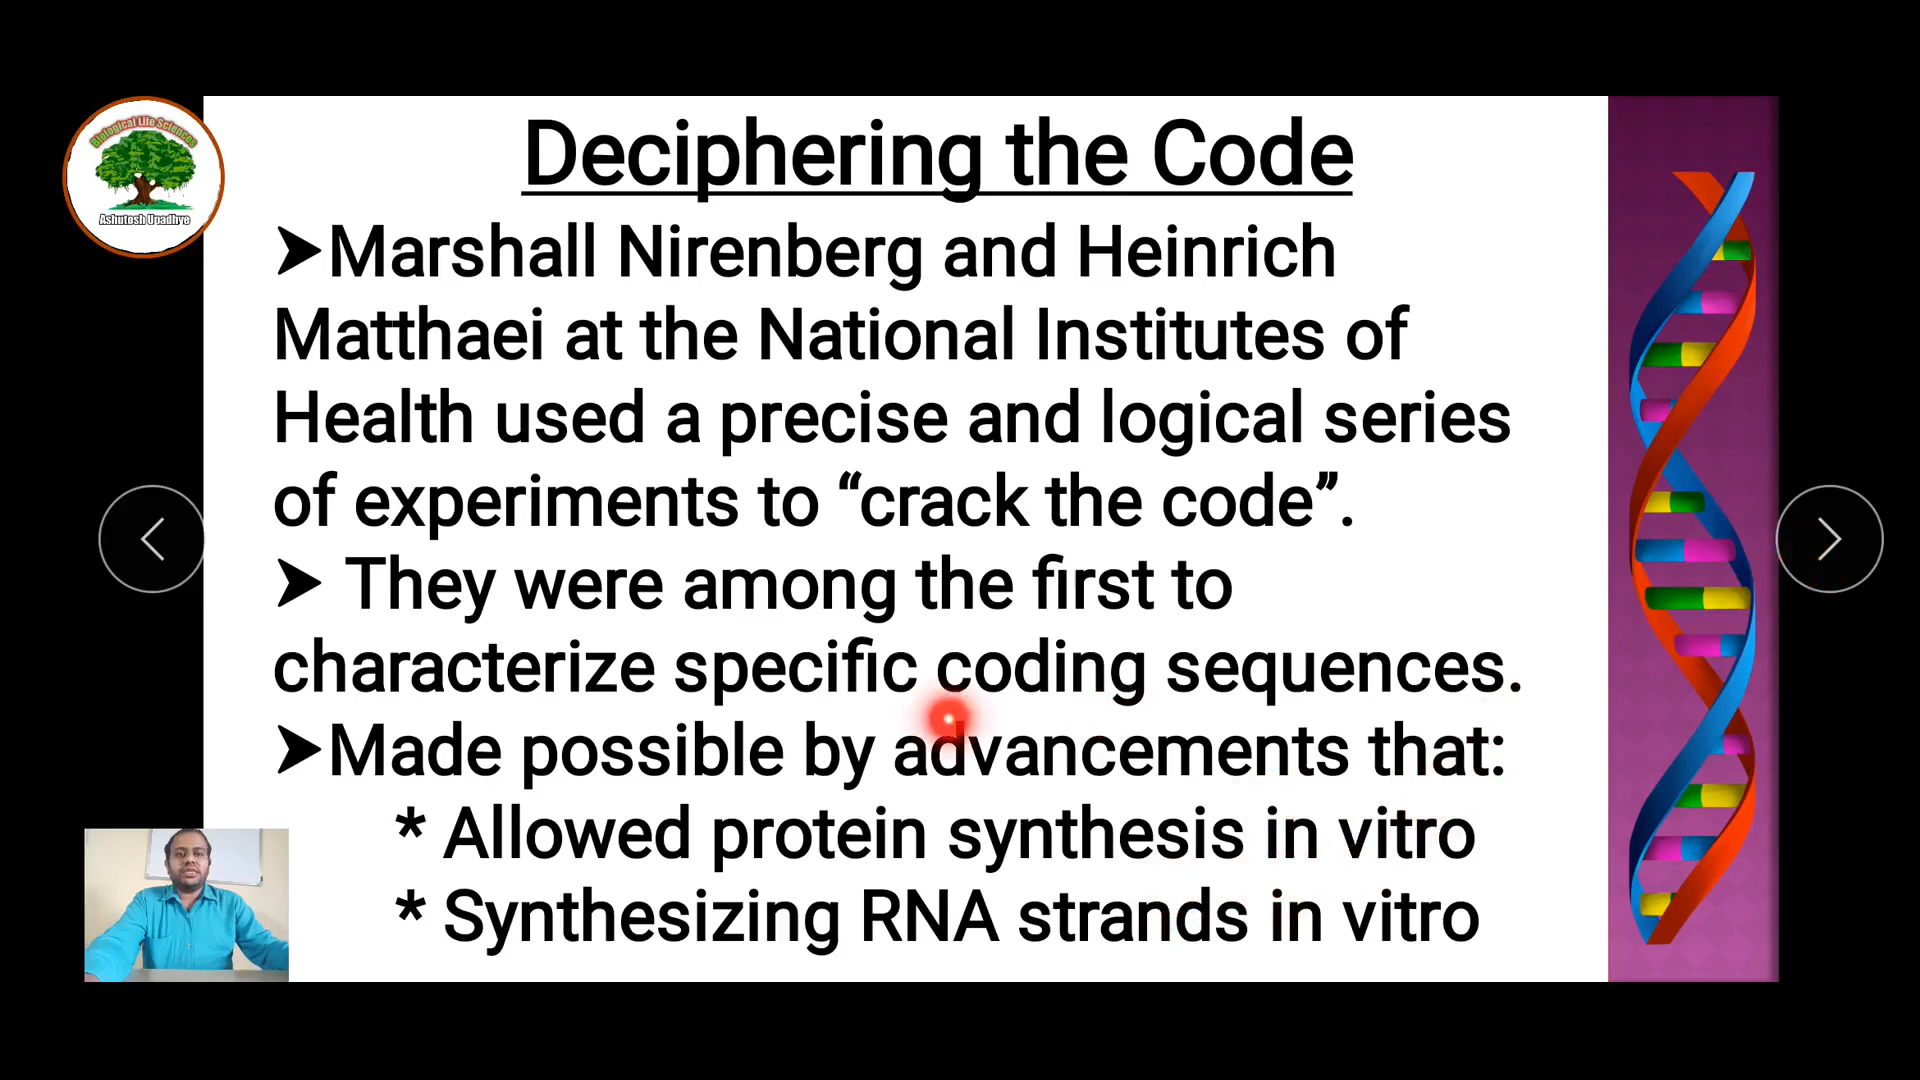 Biological Life Sciences
Ashutosh Upadhye
Deciphering the Code
➤Marshall Nirenberg and Heinrich
Matthaei at the National Institutes of
Health used a precise and logical series
of experiments to “crack the code”.
➤ They were among the first to
characterize specific coding sequences.
➤Made possible by advancements that:
* Allowed protein synthesis in vitro
* Synthesizing RNA strands in vitro